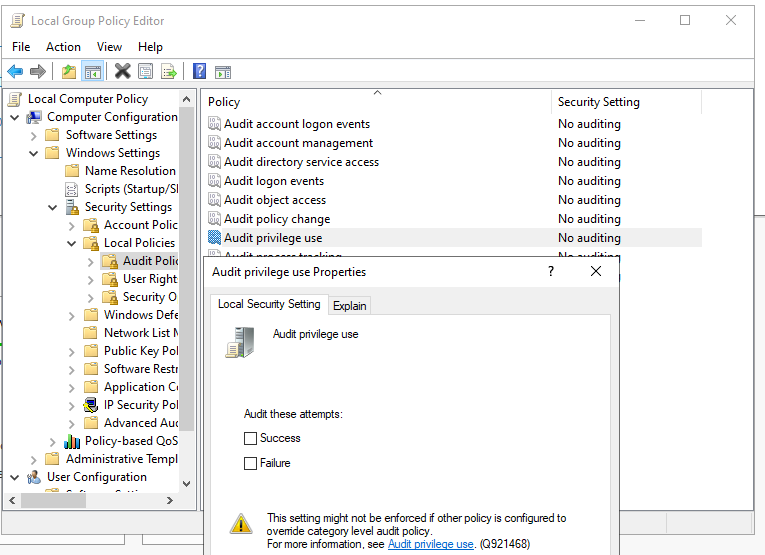 Local Group Policy Editor
File Action View Help
Local Computer Policy
Computer Configuration
Software Settings
Windows Settings
Name Resolution
Scripts (Startup/Sh
Security Settings
Account Polic
Local Policies
Audit Polic
User Right
Security O
Windows Defe
Network List M
Public Key Pol
Software Restr
Application C
IP Security Pol
Advanced Aud
Policy-based QoS
Administrative Templ
User Configuration
Policy Security Setting
Audit account logon events No auditing
Audit account management No auditing
Audit directory service access No auditing
Audit logon events No auditing
Audit object access No auditing
Audit policy change No auditing
Audit privilege use No auditing
Audit process tracking
Audit privilege use Properties
Local Security Setting Explain
Audit privilege use
Audit these attempts:
Success
Failure
This setting might not be enforced if other policy is configured to
override category level audit policy.
For more information, see Audit privilege use. (Q921468)